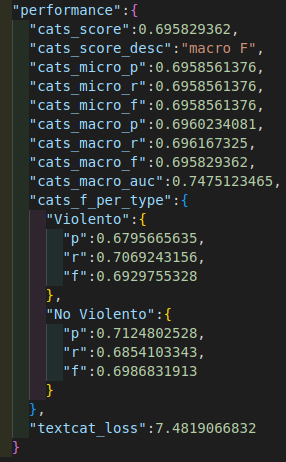 "performance":{
"cats_score":0.695829362,
"cats_score_desc":"macro F",
"cats_micro_p":0.6958561376,
"cats_micro_r":0.6958561376,
"cats_micro_f":0.6958561376,
"cats_macro_p":0.6960234081,
"cats_macro_r":0.696167325,
"cats_macro_f":0.695829362,
"cats_macro_auc":0.7475123465,
"cats_f_per_type":{
"Violento":{
"p":0.6795665635,
"r":0.7069243156,
"f":0.6929755328
},
"No Violento":{
"p":0.7124802528,
"r":0.6854103343,
"f":0.6986831913
}
},
"textcat_loss":7.4819066832
}